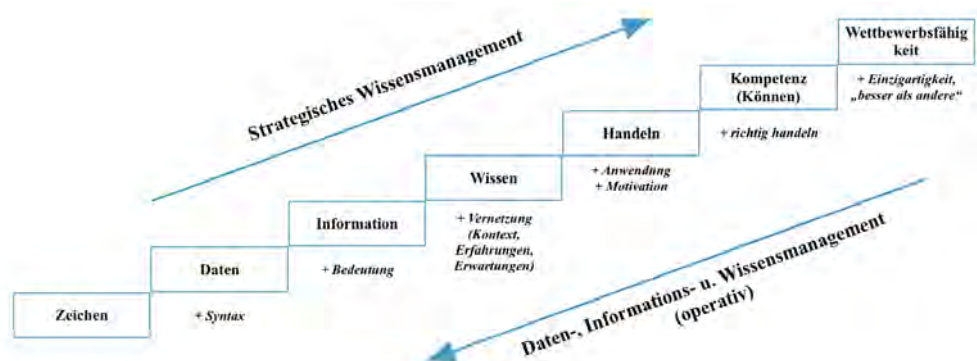 Strategisches Wissensmanagement
Wettbewerbsfähig
keit
+ Einzigartigkeit,
„besser als andere“
Kompetenz
(Können)
+ richtig handeln
Handeln
+ Anwendung
+ Motivation
Wissen
+ Vernetzung
(Kontext,
Erfahrungen,
Erwartungen)
Information
+ Bedeutung
Daten
+ Syntax
Zeichen
Daten-, Informations- u. Wissensmanagement
(operativ)